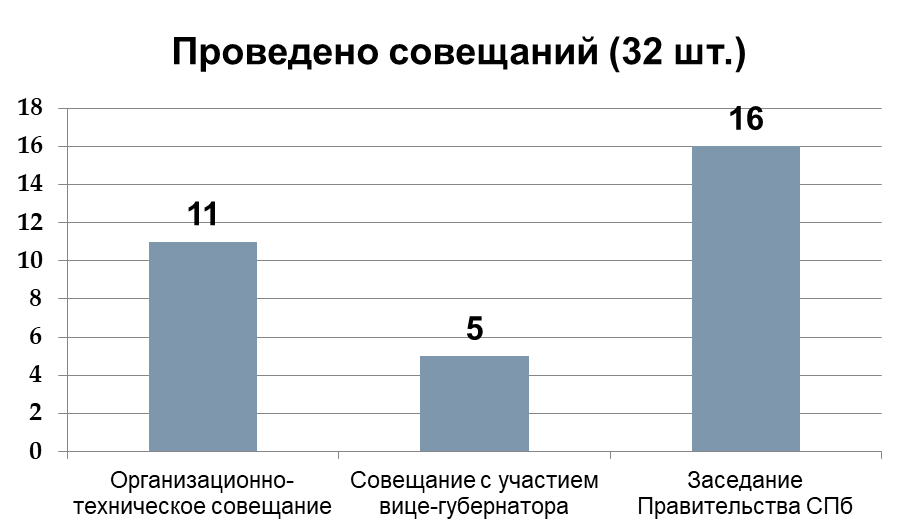 Проведено совещаний (32 шт.)
18
16
14
12
10
8
6
4
2
0
11
5
16
Организационно-
техническое совещание
Совещание с участием
вице-губернатора
Заседание
Правительства СПб